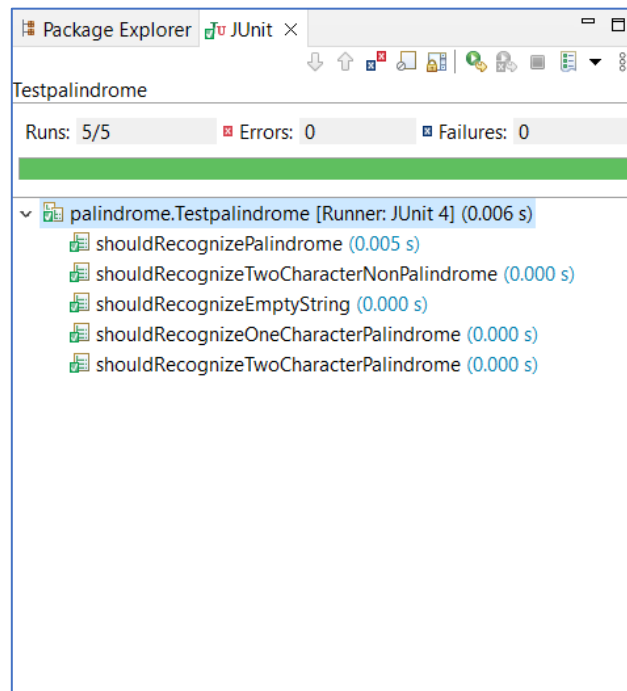 Package Explorer JUnit
Testpalindrome
Runs: 5/5 Errors: 0 Failures: 0
palindrome.Testpalindrome [Runner: JUnit 4] (0.006 s)
shouldRecognizePalindrome (0.005 s)
shouldRecognizeTwoCharacterNonPalindrome (0.000 s)
shouldRecognizeEmptyString (0.000 s)
shouldRecognizeOneCharacterPalindrome (0.000 s)
shouldRecognizeTwoCharacterPalindrome (0.000 s)